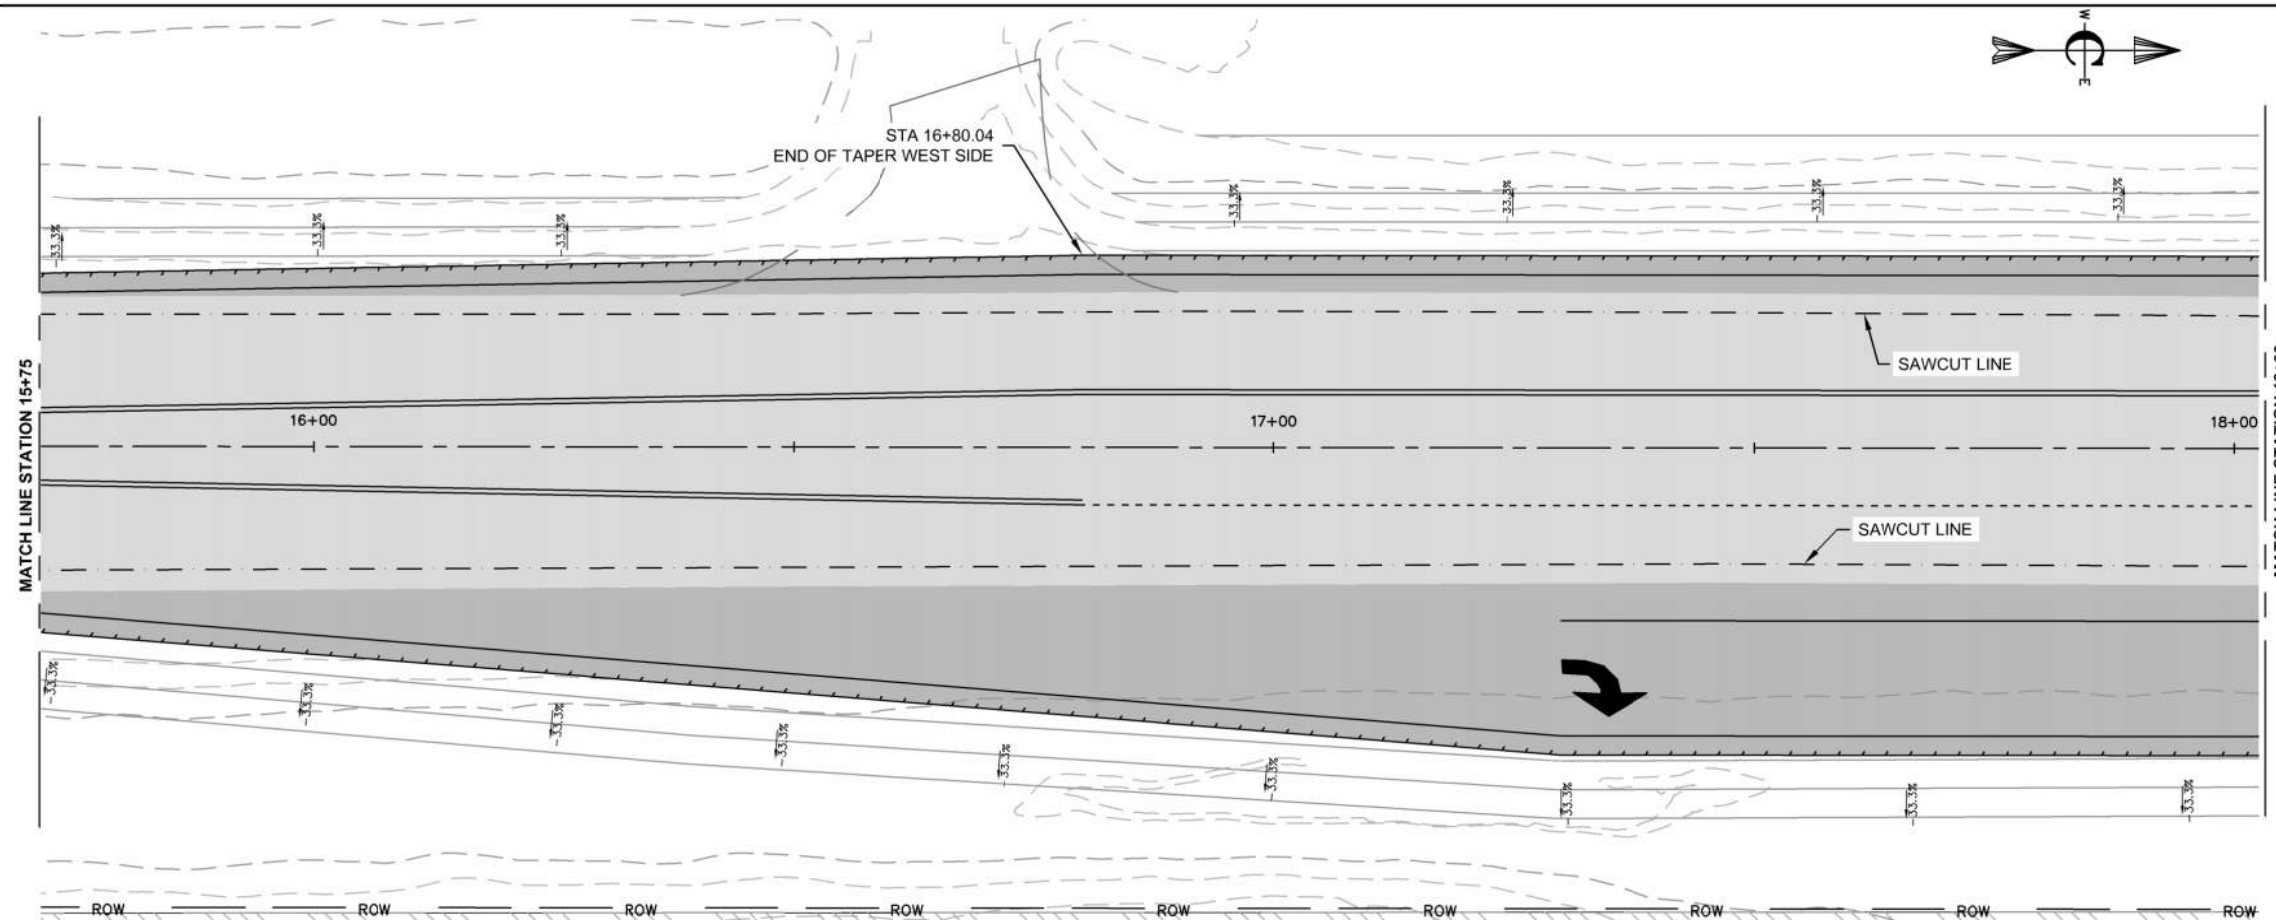 W
E
STA 16+80.04
END OF TAPER WEST SIDE
-33.3%
-33.3%
-33.3%
-33.3%
-33.3%
-33.3%
-33.3%
SAWCUT LINE
MATCH LINE STATION 15+75
16+00
17+00
18+00
SAWCUT LINE
-33.3%
-33.3%
-33.3%
-33.3%
-33.3%
-33.3%
-33.3%
-33.3%
-33.3%
ROW
ROW
ROW
ROW
ROW
ROW
ROW
ROW
ROW